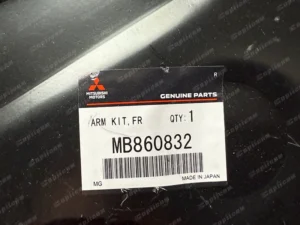 MITSUBISHI
MOTORS
GENUINE PARTS
ARM KIT,FR QTY: 1
MB860832
MG MADE IN JAPAN